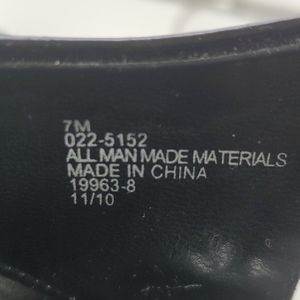 7M
022-5152
ALL MAN MADE MATERIALS
MADE IN CHINA
19963-8
11/10